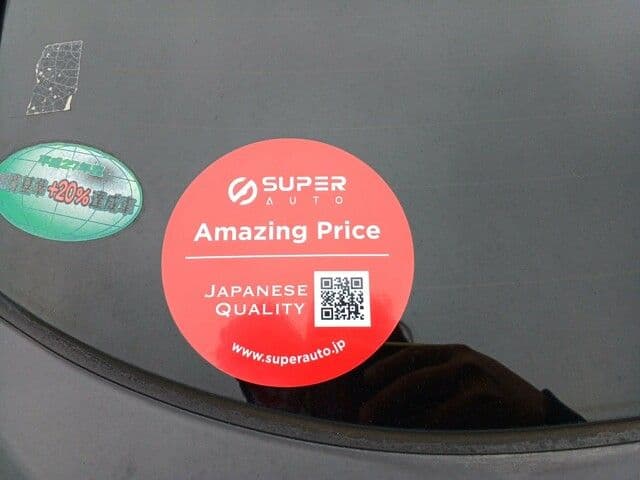 平成27年度
燃費基準+20%達成車
SUPER
AUTO
Amazing Price
JAPANESE
QUALITY
www.superauto.jp